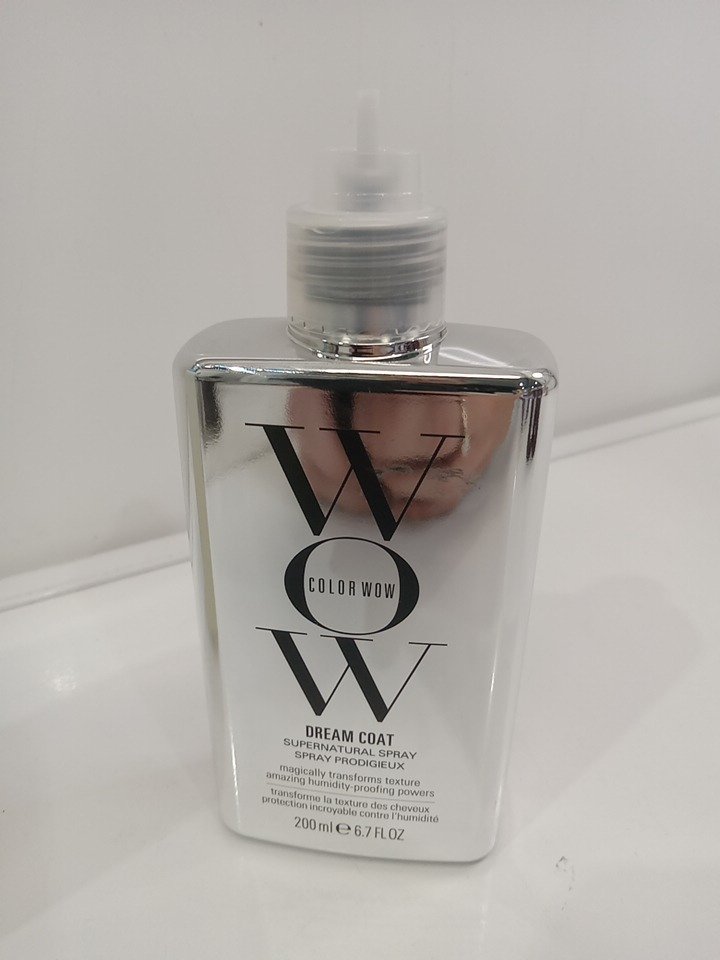 W
O
COLOR WOW
W
DREAM COAT
SUPERNATURAL SPRAY
SPRAY PRODIGIEUX
magically transforms texture
amazing humidity-proofing powers
transforme la texture des cheveux
protection incroyable contre l'humidité
200 ml ℮ 6.7 FL OZ